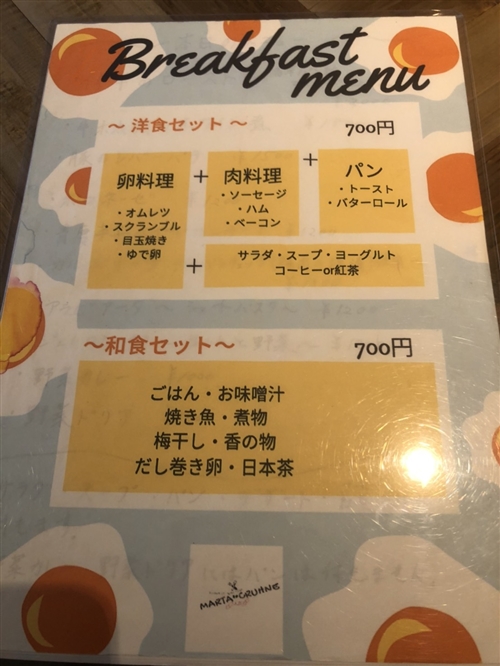 Breakfast
menu
～ 洋食セット ～ 700円
卵料理
・オムレツ
・スクランブル
・目玉焼き
・ゆで卵
+
肉料理
・ソーセージ
・ハム
・ベーコン
+
パン
・トースト
・バターロール
+
サラダ・スープ・ヨーグルト
コーヒーor紅茶
～和食セット～ 700円
ごはん・お味噌汁
焼き魚・煮物
梅干し・香の物
だし巻き卵・日本茶